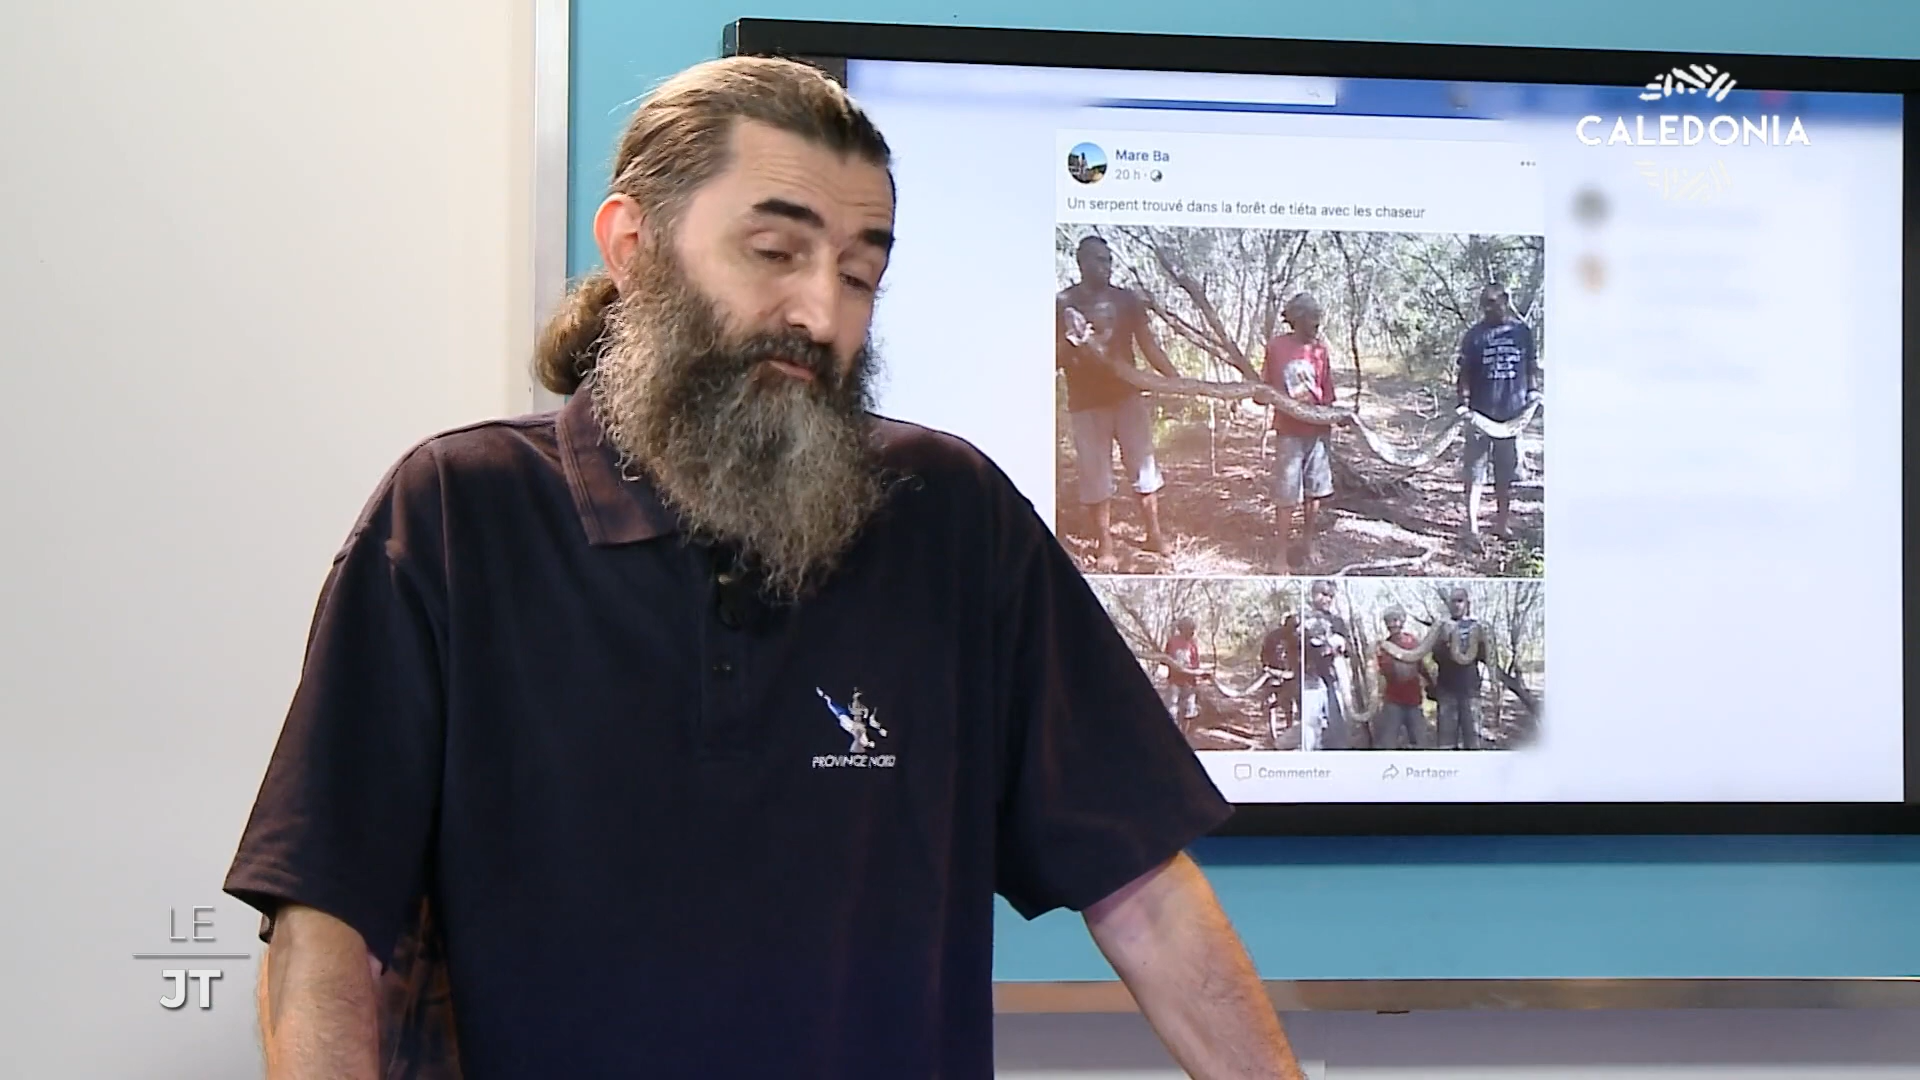 CALEDONIA
Mare Ba
20 h
Un serpent trouvé dans la forêt de tiéta avec les chaseur
Commenter
Partager
PROVINCE NORD
LE
JT